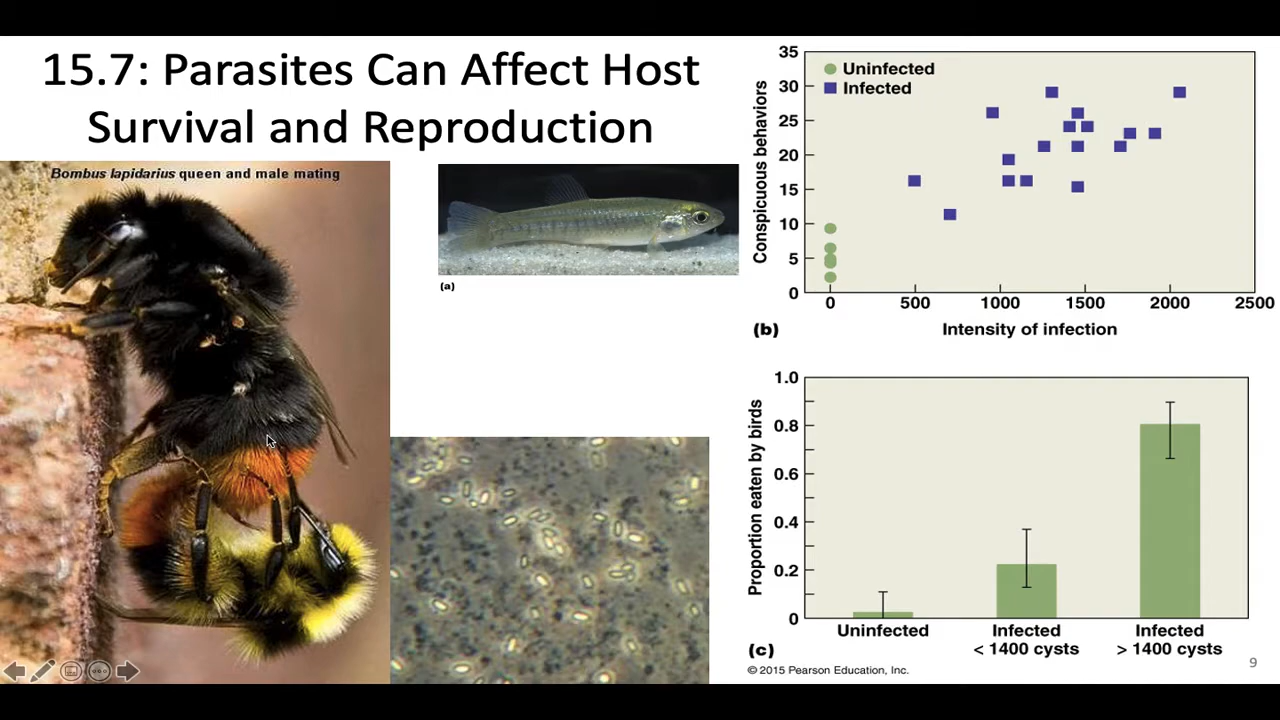 15.7: Parasites Can Affect Host
Survival and Reproduction
Bombus lapidarius queen and male mating
(a)
35
30
25
20
15
10
5
0
Conspicuous behaviors
Uninfected
Infected
0 500 1000 1500 2000 2500
(b)
Intensity of infection
1.0
0.8
0.6
0.4
0.2
0
Proportion eaten by birds
Uninfected
Infected
< 1400 cysts
Infected
> 1400 cysts
(c)
© 2015 Pearson Education, Inc.
9